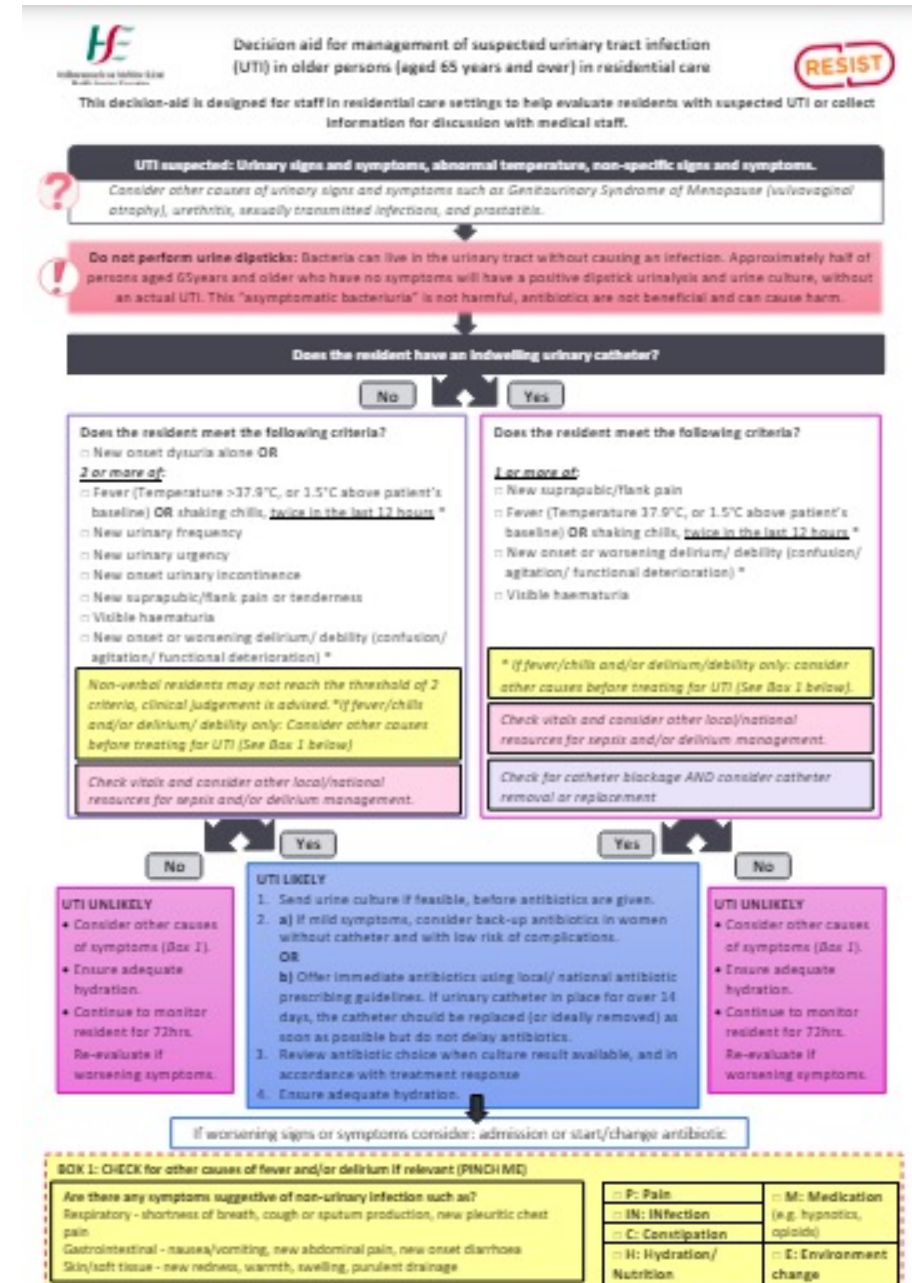 Decision aid for management of suspected urinary tract infection
(UTI) in older persons (aged 65 years and over) in residential care
RESIST
This decision-aid is designed for staff in residential care settings to help evaluate residents with suspected UTI or collect
information for discussion with medical staff.
UTI suspected: Urinary signs and symptoms, abnormal temperature, non-specific signs and symptoms.
?
Consider other causes of urinary signs and symptoms such as Genitourinary Syndrome of Menopause (vulvovaginal
atrophy), urethritis, sexually transmitted infections, and prostatitis.
!
Do not perform urine dipsticks: Bacteria can live in the urinary tract without causing an infection. Approximately half of
persons aged 65years and older who have no symptoms will have a positive dipstick urinalysis and urine culture, without
an actual UTI. This "asymptomatic bacteriuria" is not harmful, antibiotics are not beneficial and can cause harm.
Does the resident have an indwelling urinary catheter?
No
Yes
Does the resident meet the following criteria?
□ New onset dysuria alone OR
2 or more of:
□ Fever (Temperature >37.9°C, or 1.5°C above patient's
baseline) OR shaking chills, twice in the last 12 hours *
□ New urinary frequency
□ New urinary urgency
□ New onset urinary incontinence
□ New suprapubic/flank pain or tenderness
□ Visible haematuria
□ New onset or worsening delirium/ debility (confusion/
agitation/ functional deterioration) *
Non-verbal residents may not reach the threshold of 2
criteria, clinical judgement is advised. *If fever/chills
and/or delirium/ debility only: Consider other causes
before treating for UTI (See Box 1 below)
Check vitals and consider other local/national
resources for sepsis and/or delirium management.
Does the resident meet the following criteria?
1 or more of:
□ New suprapubic/flank pain
□ Fever (Temperature 37.9°C, or 1.5°C above patient's
baseline) OR shaking chills, twice in the last 12 hours *
□ New onset or worsening delirium/ debility (confusion/
agitation/ functional deterioration) *
□ Visible haematuria
* If fever/chills and/or delirium/debility only: consider
other causes before treating for UTI (See Box 1 below).
Check vitals and consider other local/national
resources for sepsis and/or delirium management.
Check for catheter blockage AND consider catheter
removal or replacement
No
Yes
Yes
No
UTI UNLIKELY
• Consider other causes
of symptoms (Box 1).
• Ensure adequate
hydration.
• Continue to monitor
resident for 72hrs.
Re-evaluate if
worsening symptoms.
UTI LIKELY
1. Send urine culture if feasible, before antibiotics are given.
2. a) If mild symptoms, consider back-up antibiotics in women
without catheter and with low risk of complications.
OR
b) Offer immediate antibiotics using local/ national antibiotic
prescribing guidelines. If urinary catheter in place for over 14
days, the catheter should be replaced (or ideally removed) as
soon as possible but do not delay antibiotics.
3. Review antibiotic choice when culture result available, and in
accordance with treatment response
4. Ensure adequate hydration.
UTI UNLIKELY
• Consider other causes
of symptoms (Box 1).
• Ensure adequate
hydration.
• Continue to monitor
resident for 72hrs.
Re-evaluate if
worsening symptoms.
If worsening signs or symptoms consider: admission or start/change antibiotic
BOX 1: CHECK for other causes of fever and/or delirium if relevant (PINCH ME)
Are there any symptoms suggestive of non-urinary infection such as?
Respiratory - shortness of breath, cough or sputum production, new pleuritic chest
pain
Gastrointestinal - nausea/vomiting, new abdominal pain, new onset diarrhoea
Skin/soft tissue - new redness, warmth, swelling, purulent drainage
□ P: Pain
□ IN: INfection
□ C: Constipation
□ H: Hydration/
Nutrition
□ M: Medication
(e.g. hypnotics,
opioids)
□ E: Environment
change